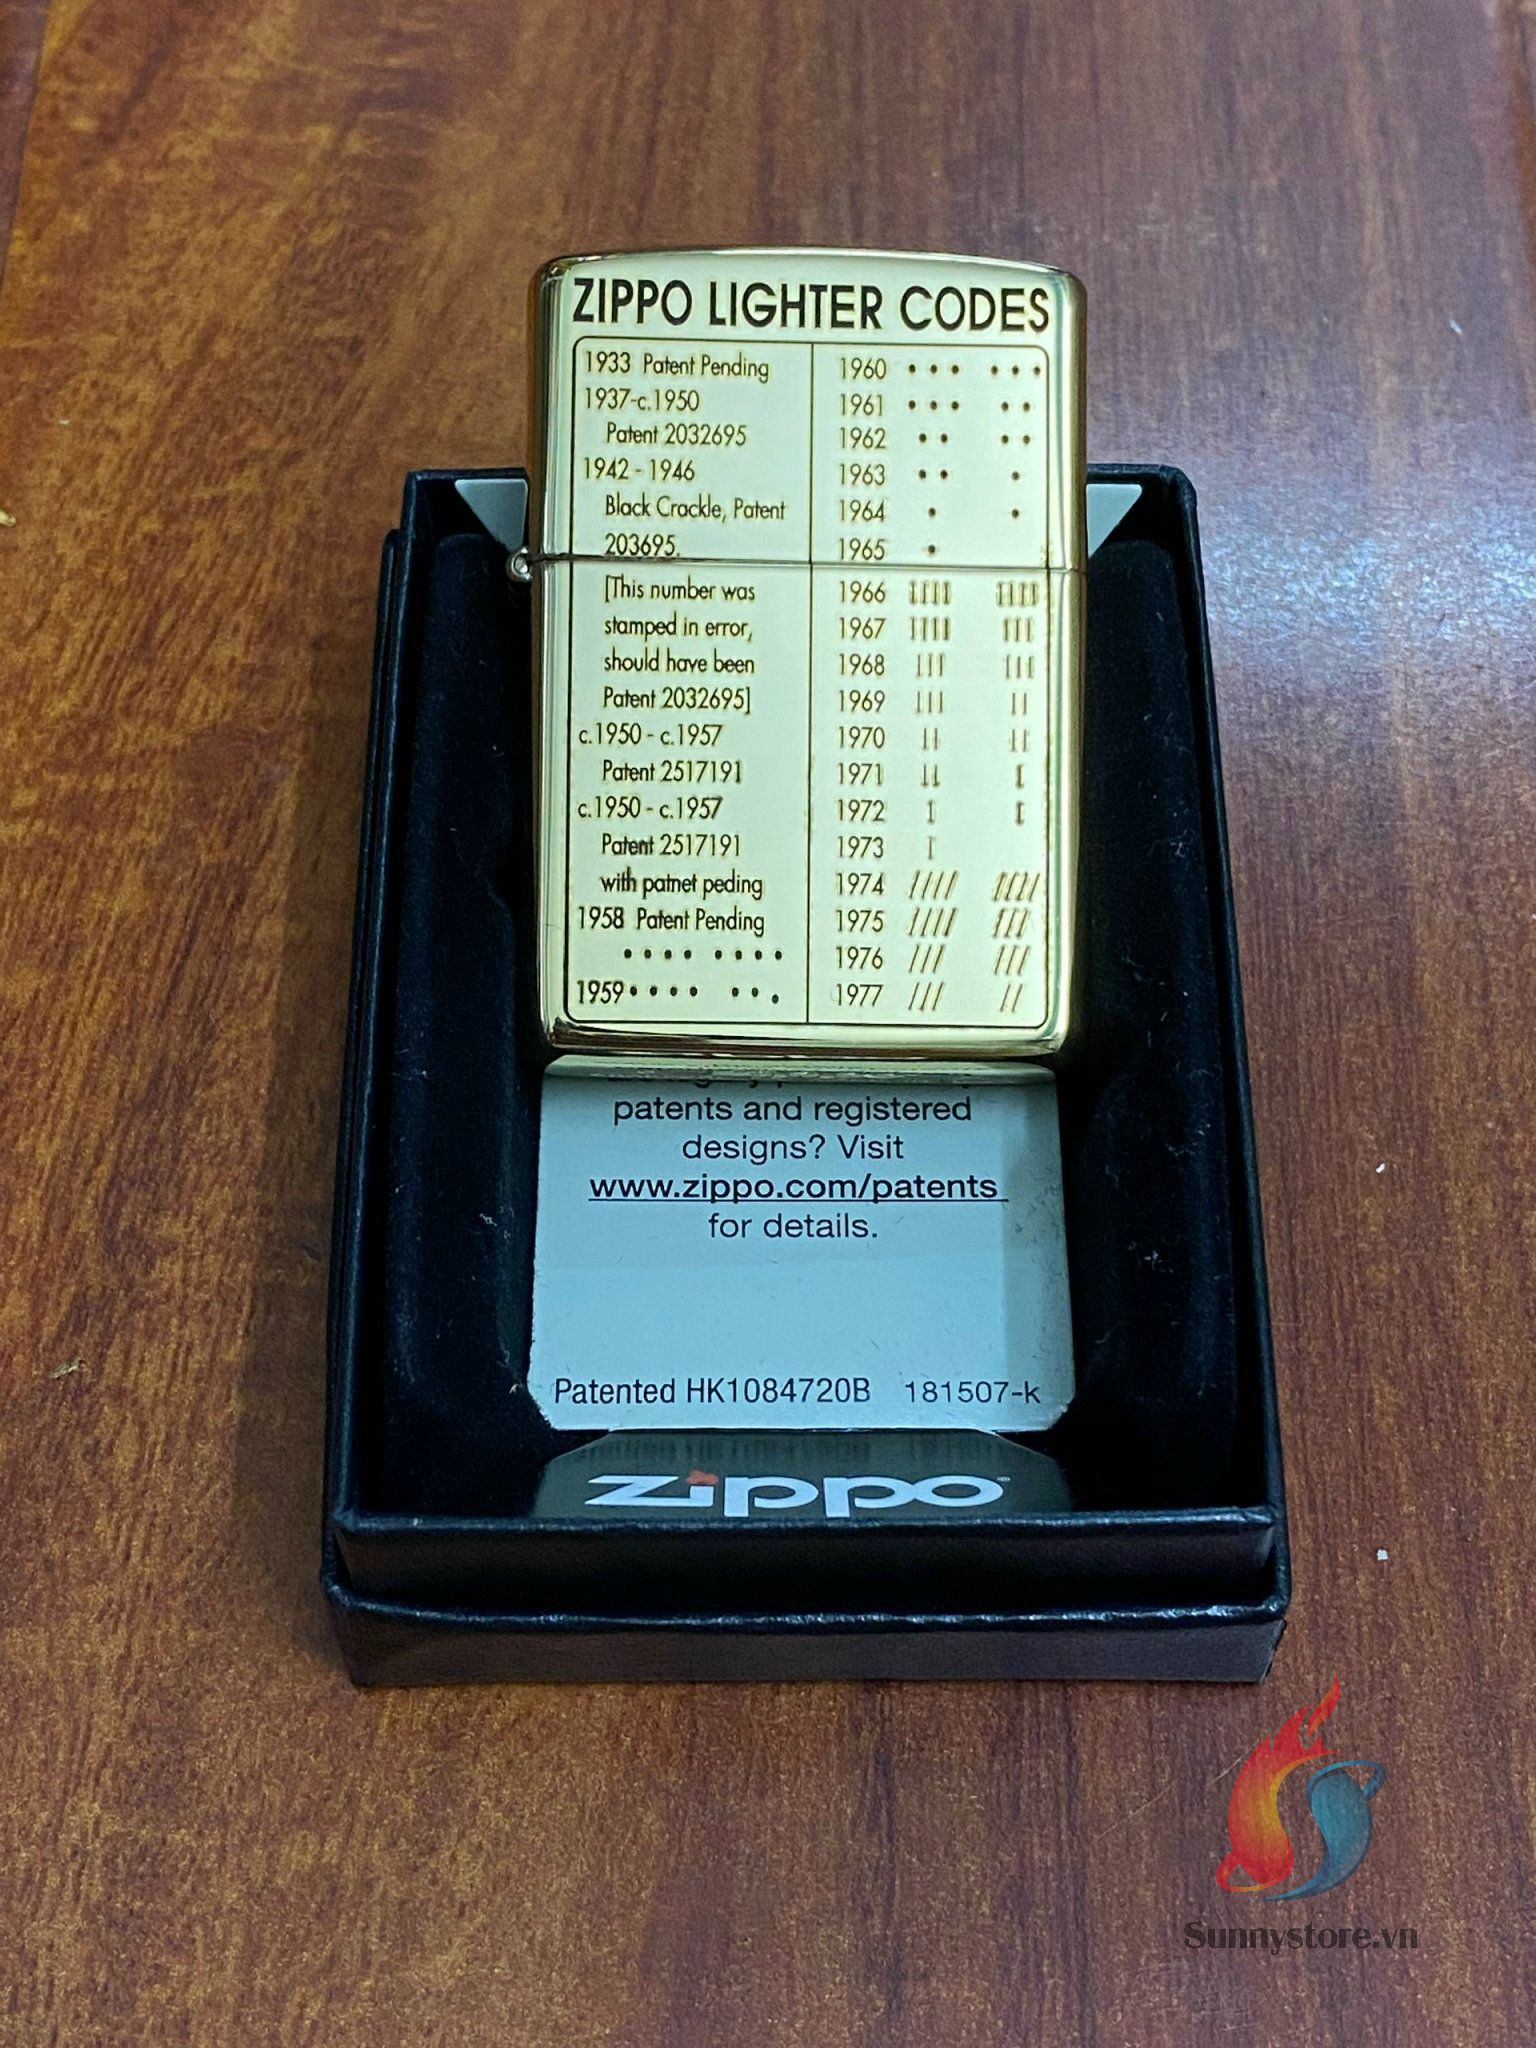 ZIPPO LIGHTER CODES
1933 Patent Pending
1937-c.1950
Patent 2032695
1942 - 1946
Black Crackle, Patent
203695.
[This number was
stamped in error,
should have been
Patent 2032695]
c.1950 - c.1957
Patent 2517191
c.1950 - c.1957
Patent 2517191
with patnet peding
1958 Patent Pending
• • • • • • • •
1959 • • • • • • •
1960 • • • • • •
1961 • • • • •
1962 • • • •
1963 • • •
1964 • •
1965 •
1966 IIII IIII
1967 IIII III
1968 III III
1969 III II
1970 II II
1971 II I
1972 I I
1973 I
1974 //// ////
1975 //// ///
1976 /// ///
1977 /// //
patents and registered
designs? Visit
www.zippo.com/patents
for details.
Patented HK1084720B 181507-k
zippo
Sunnystore.vn